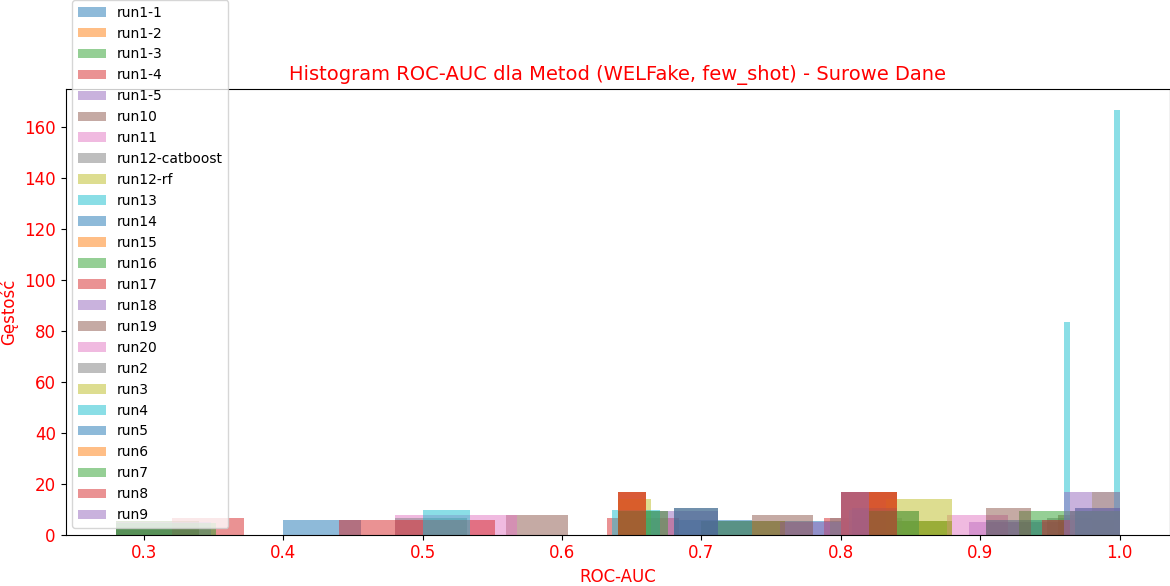 run1-1
run1-2
run1-3
run1-4
run1-5
run10
run11
run12-catboost
run12-rf
run13
run14
run15
run16
run17
run18
run19
run20
run2
run3
run4
run5
run6
run7
run8
run9
Histogram ROC-AUC dla Metod (WELFake, few_shot) - Surowe Dane
Gęstość
160
140
120
100
80
60
40
20
0
0.3 0.4 0.5 0.6 0.7 0.8 0.9 1.0
ROC-AUC